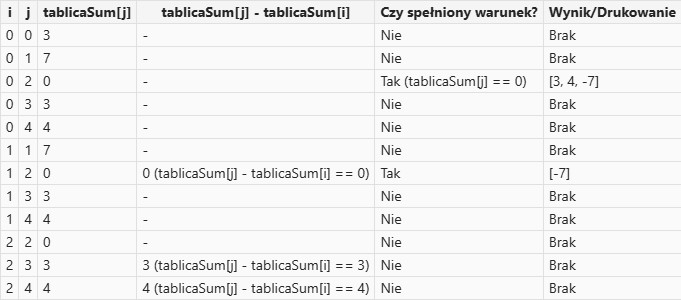 i j tablicaSum[j] tablicaSum[j] - tablicaSum[i] Czy spełniony warunek? Wynik/Drukowanie
0 0 3 - Nie Brak
0 1 7 - Nie Brak
0 2 0 - Tak (tablicaSum[j] == 0) [3, 4, -7]
0 3 3 - Nie Brak
0 4 4 - Nie Brak
1 1 7 - Nie Brak
1 2 0 0 (tablicaSum[j] - tablicaSum[i] == 0) Tak [-7]
1 3 3 - Nie Brak
1 4 4 - Nie Brak
2 2 0 - Nie Brak
2 3 3 3 (tablicaSum[j] - tablicaSum[i] == 3) Nie Brak
2 4 4 4 (tablicaSum[j] - tablicaSum[i] == 4) Nie Brak